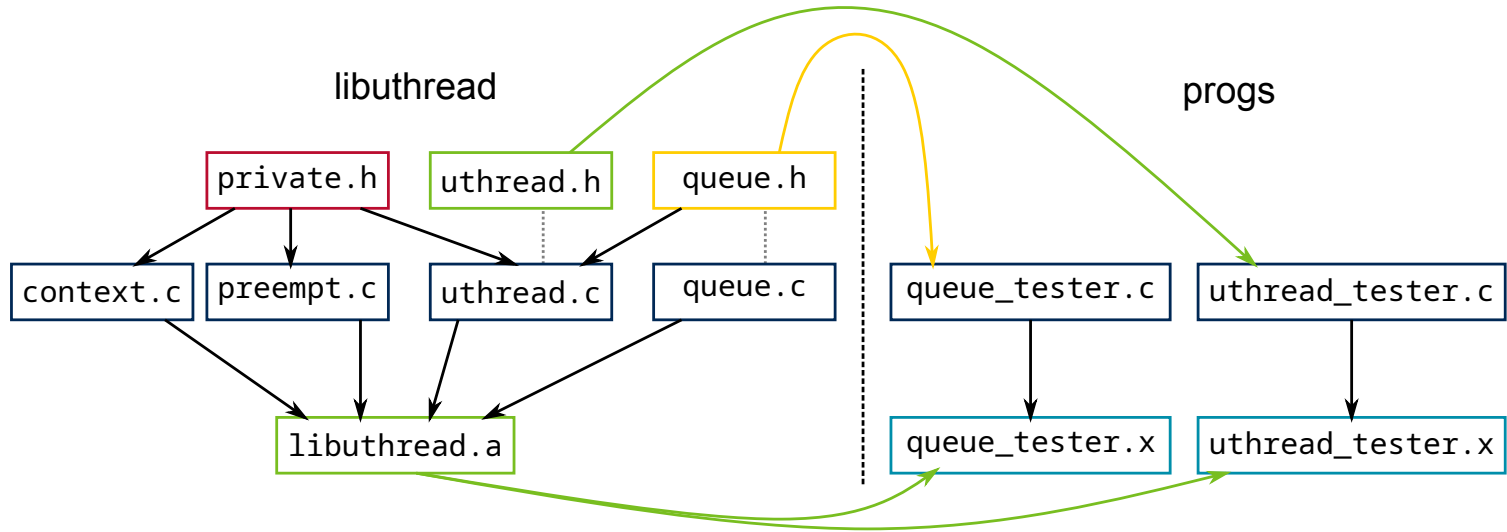 libuthread
progs
private.h
uthread.h
queue.h
context.c
preempt.c
uthread.c
queue.c
queue_tester.c
uthread_tester.c
libuthread.a
queue_tester.x
uthread_tester.x